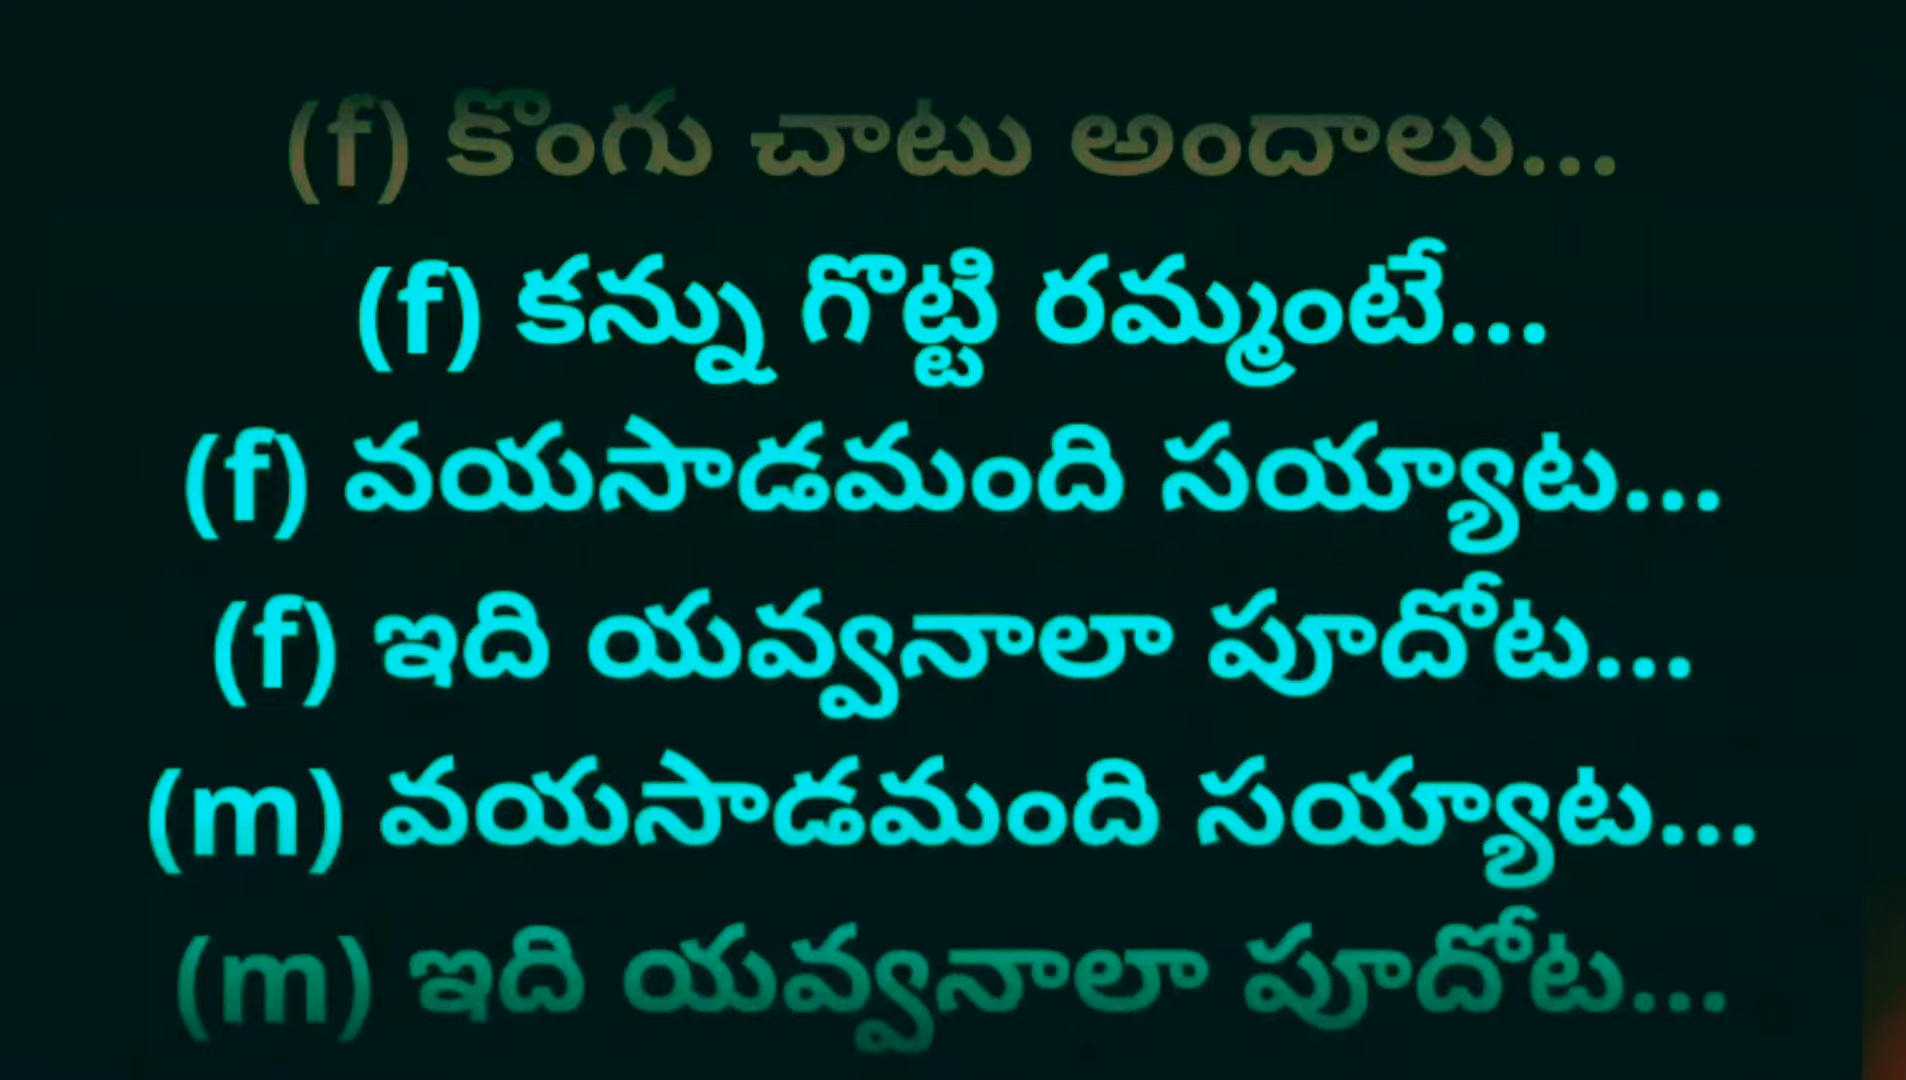 (f) కొంగు చాటు అందాలు...
(f) కన్ను గొట్టి రమ్మంటే...
(f) వయసాడమంది సయ్యాట...
(f) ఇది యవ్వనాలా పూదోట...
(m) వయసాడమంది సయ్యాట...
(m) ఇది యవ్వనాలా పూదోట...